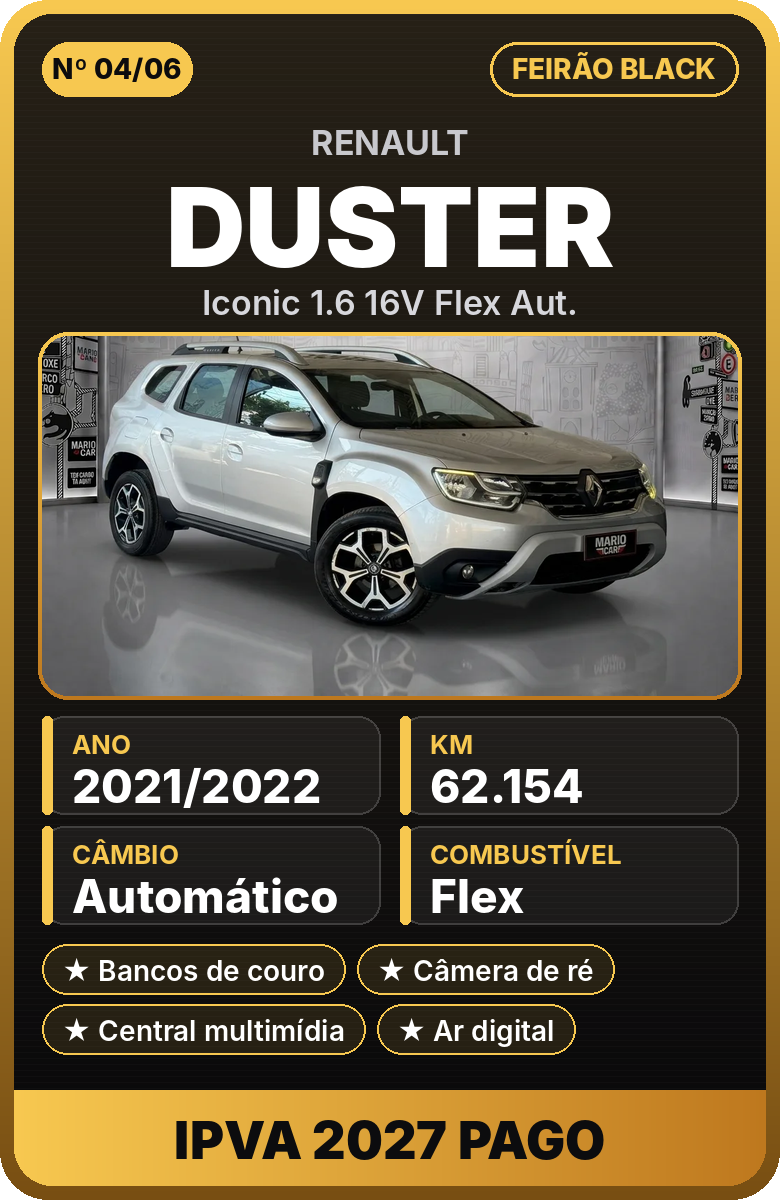 Nº 04/06
FEIRÃO BLACK
RENAULT
DUSTER
Iconic 1.6 16V Flex Aut.
MARIO
CAR
MARIO
CAR
ANO
2021/2022
KM
62.154
CÂMBIO
Automático
COMBUSTÍVEL
Flex
★ Bancos de couro
★ Câmera de ré
★ Central multimídia
★ Ar digital
IPVA 2027 PAGO